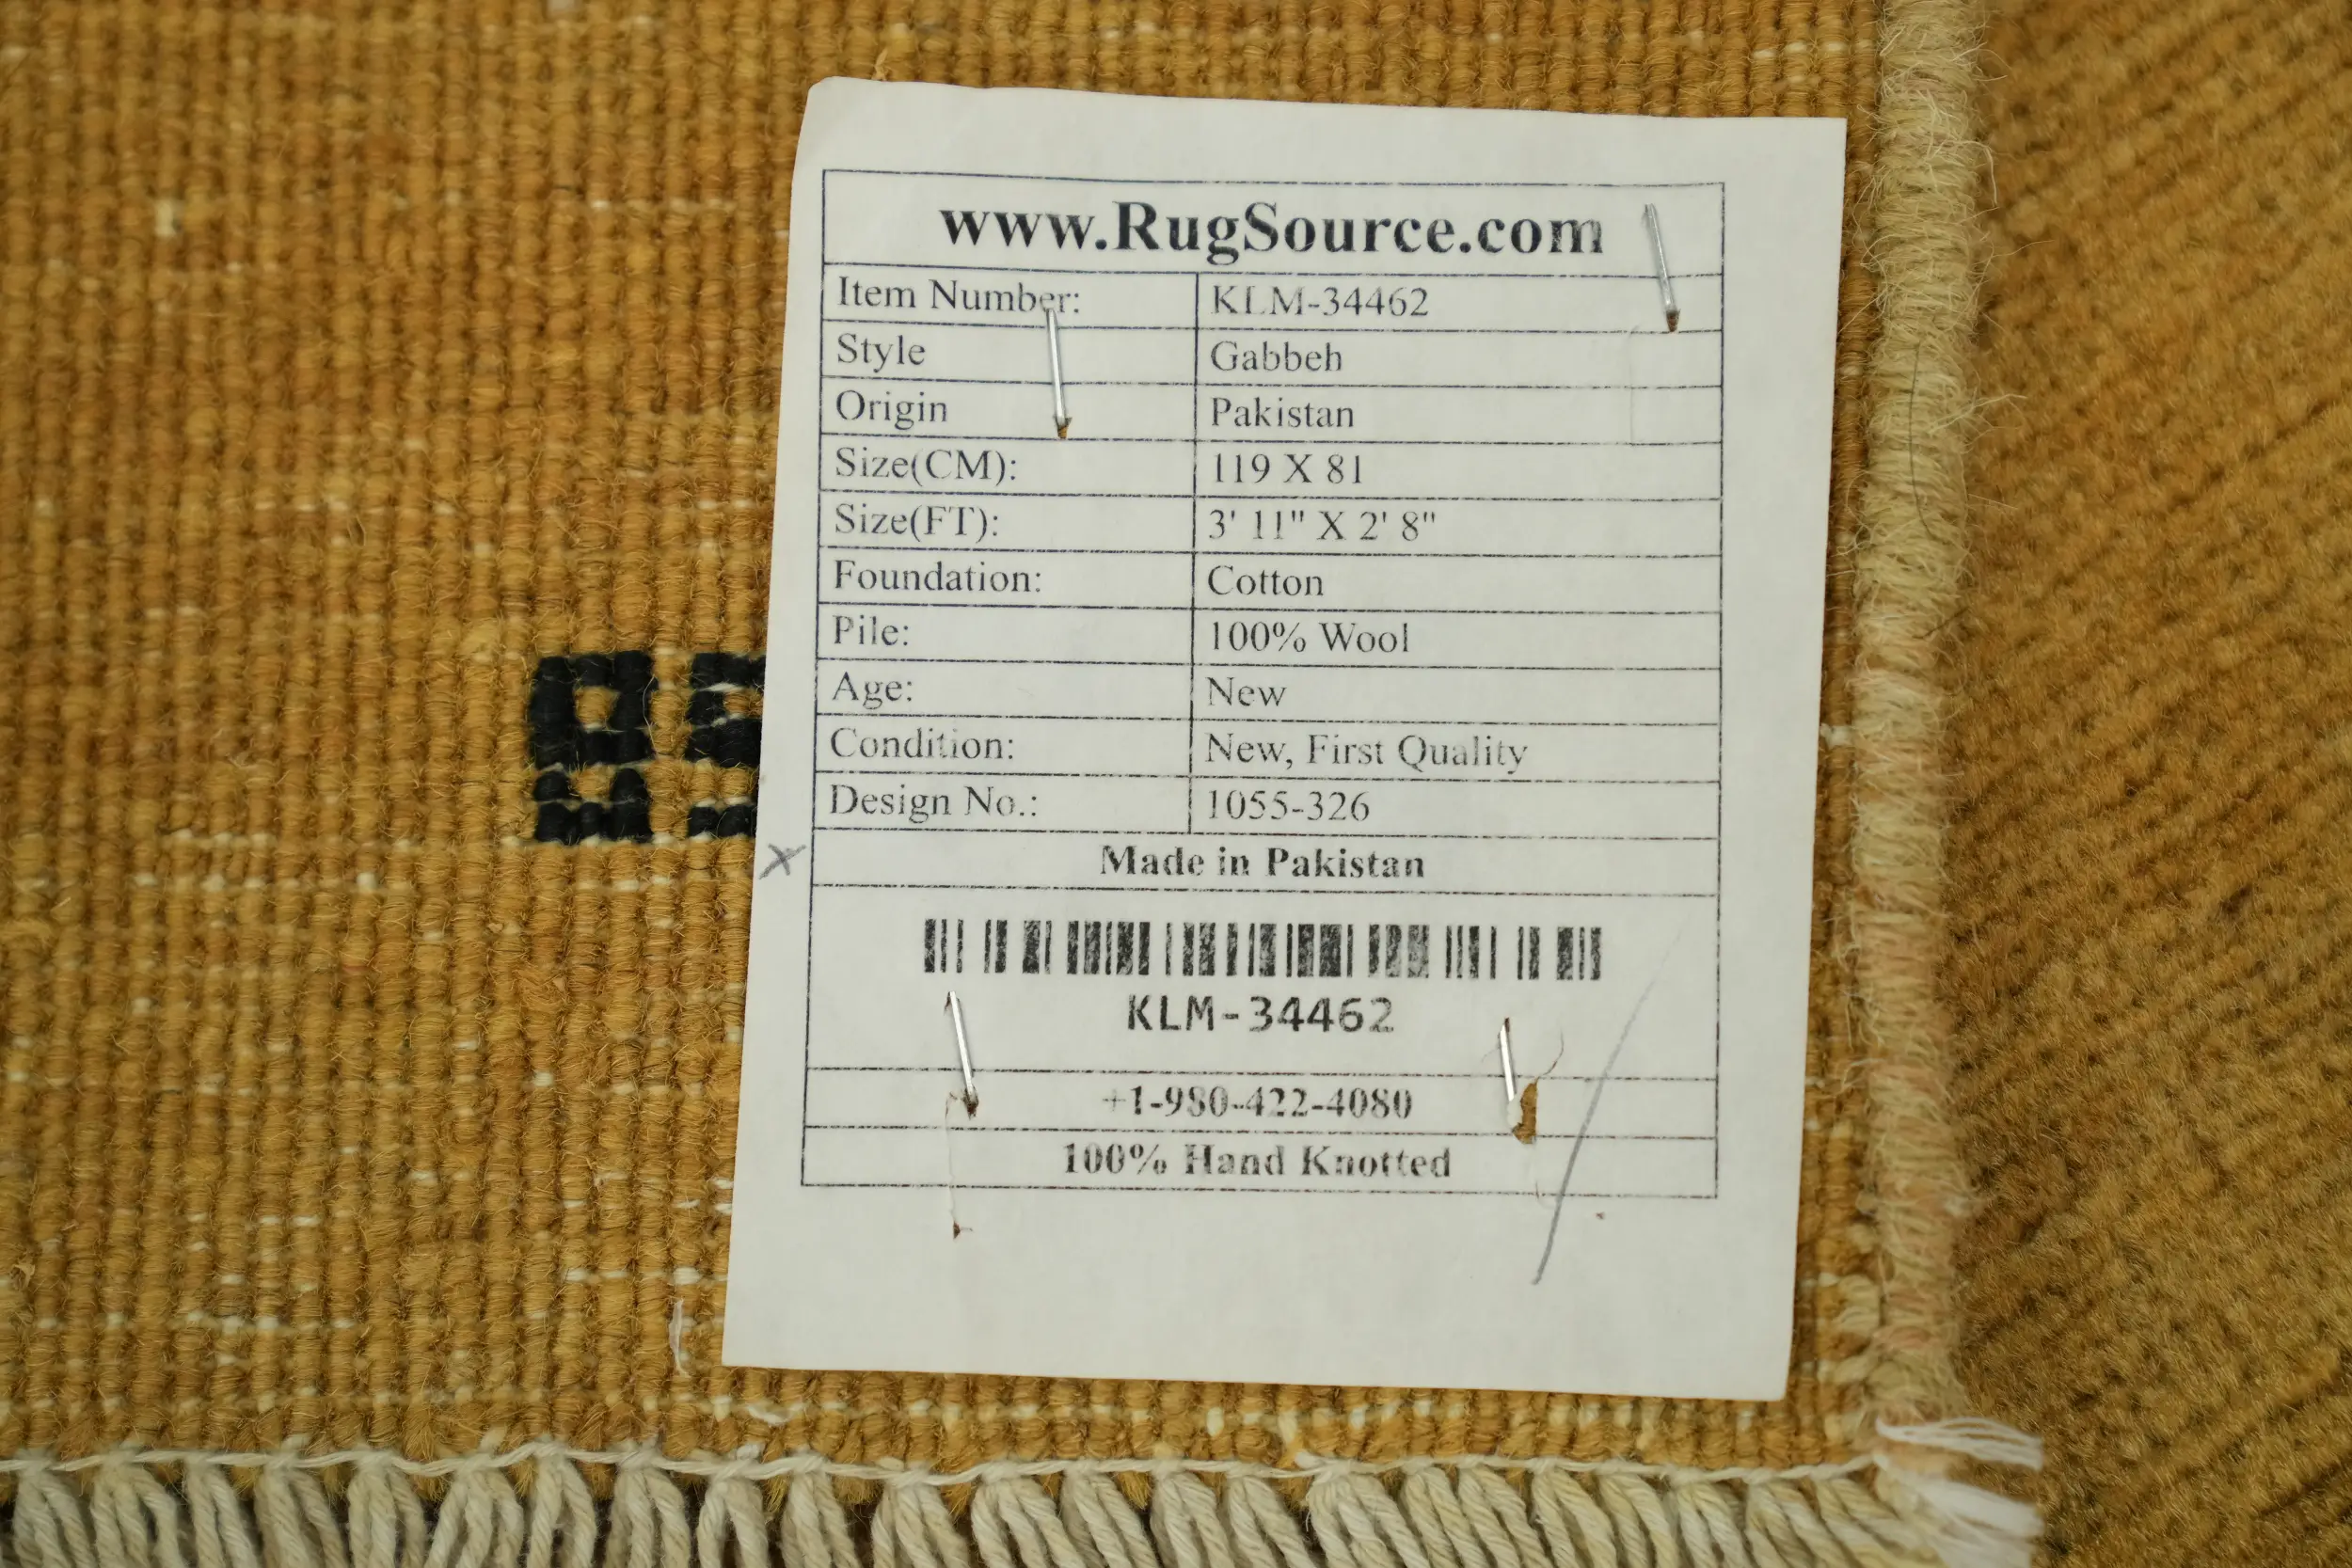 www.RugSource.com
Item Number: KLM-34462
Style Gabbeh
Origin Pakistan
Size(CM): 119 X 81
Size(FT): 3' 11" X 2' 8"
Foundation: Cotton
Pile: 100% Wool
Age: New
Condition: New, First Quality
Design No.: 1055-326
X Made in Pakistan
KLM-34462
+1-980-422-4080
100% Hand Knotted